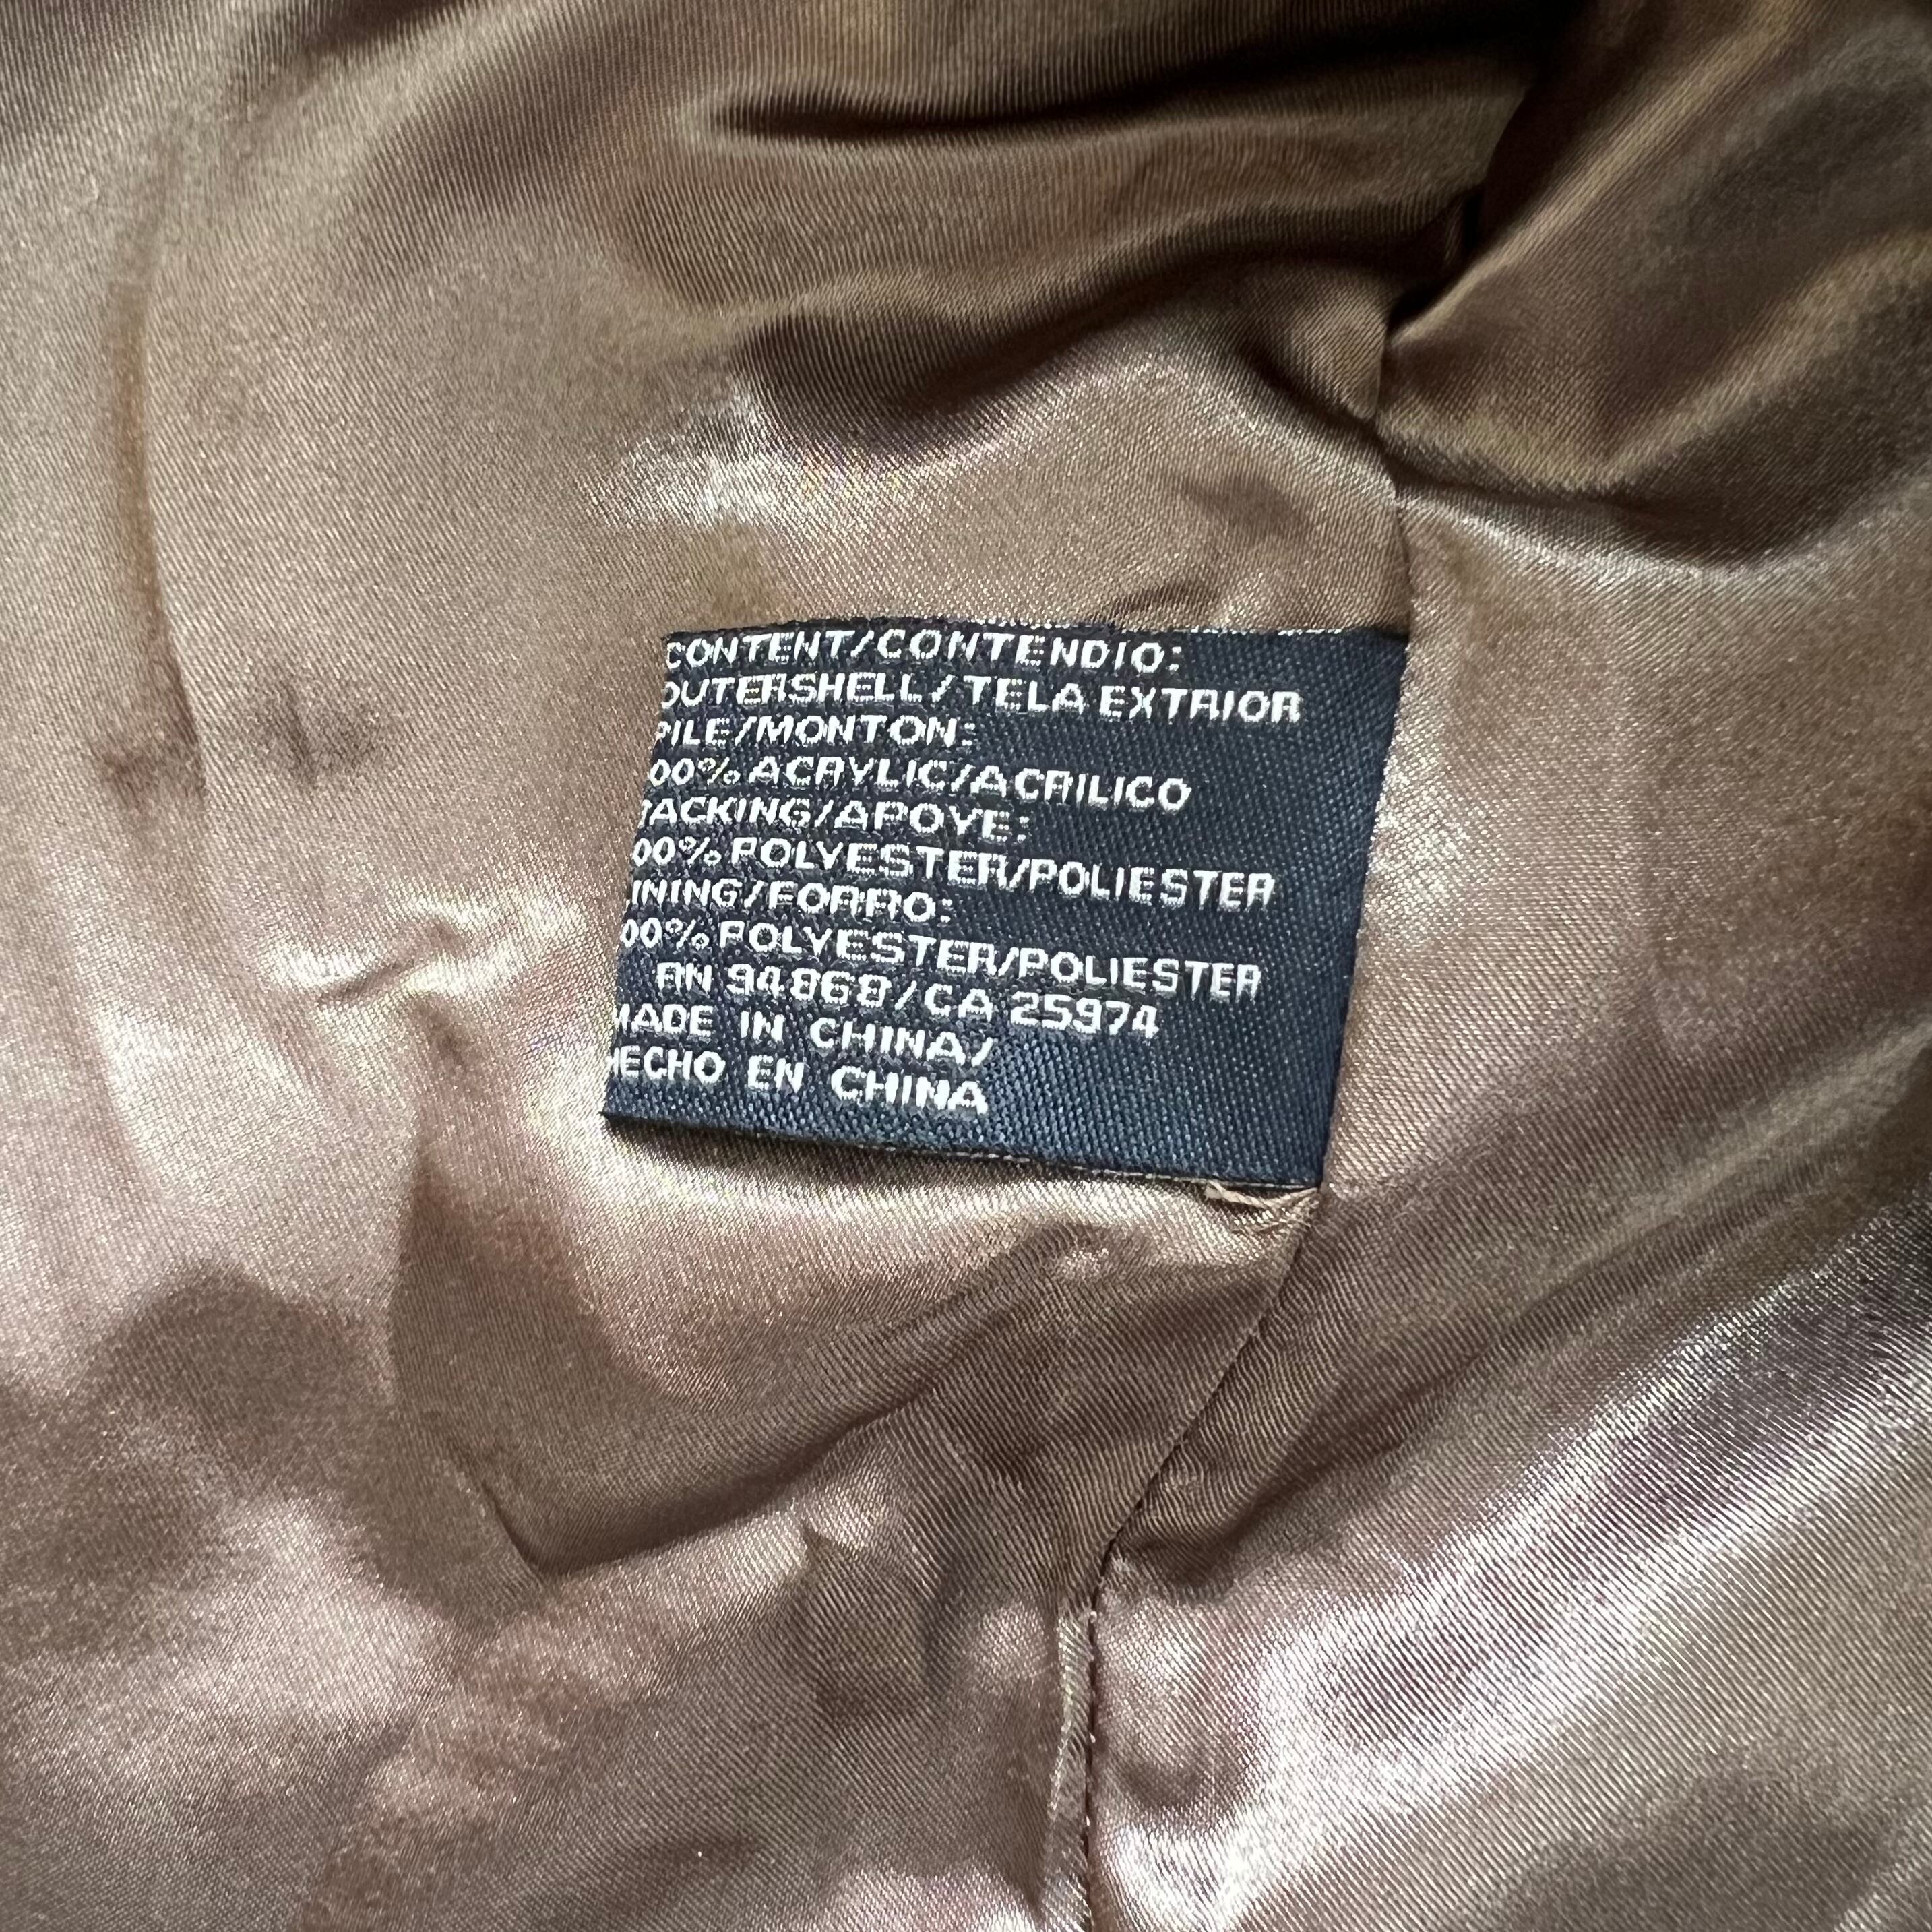 CONTENT/CONTENDIO:
OUTERSHELL/TELA EXTRIOR
PILE/MONTON:
00% ACRYLIC/ACRILICO
TACKING/APOYE:
00% POLYESTER/POLIESTER
INING/FORRO:
00% POLYESTER/POLIESTER
RN 94868/CA 25974
MADE IN CHINA/
HECHO EN CHINA